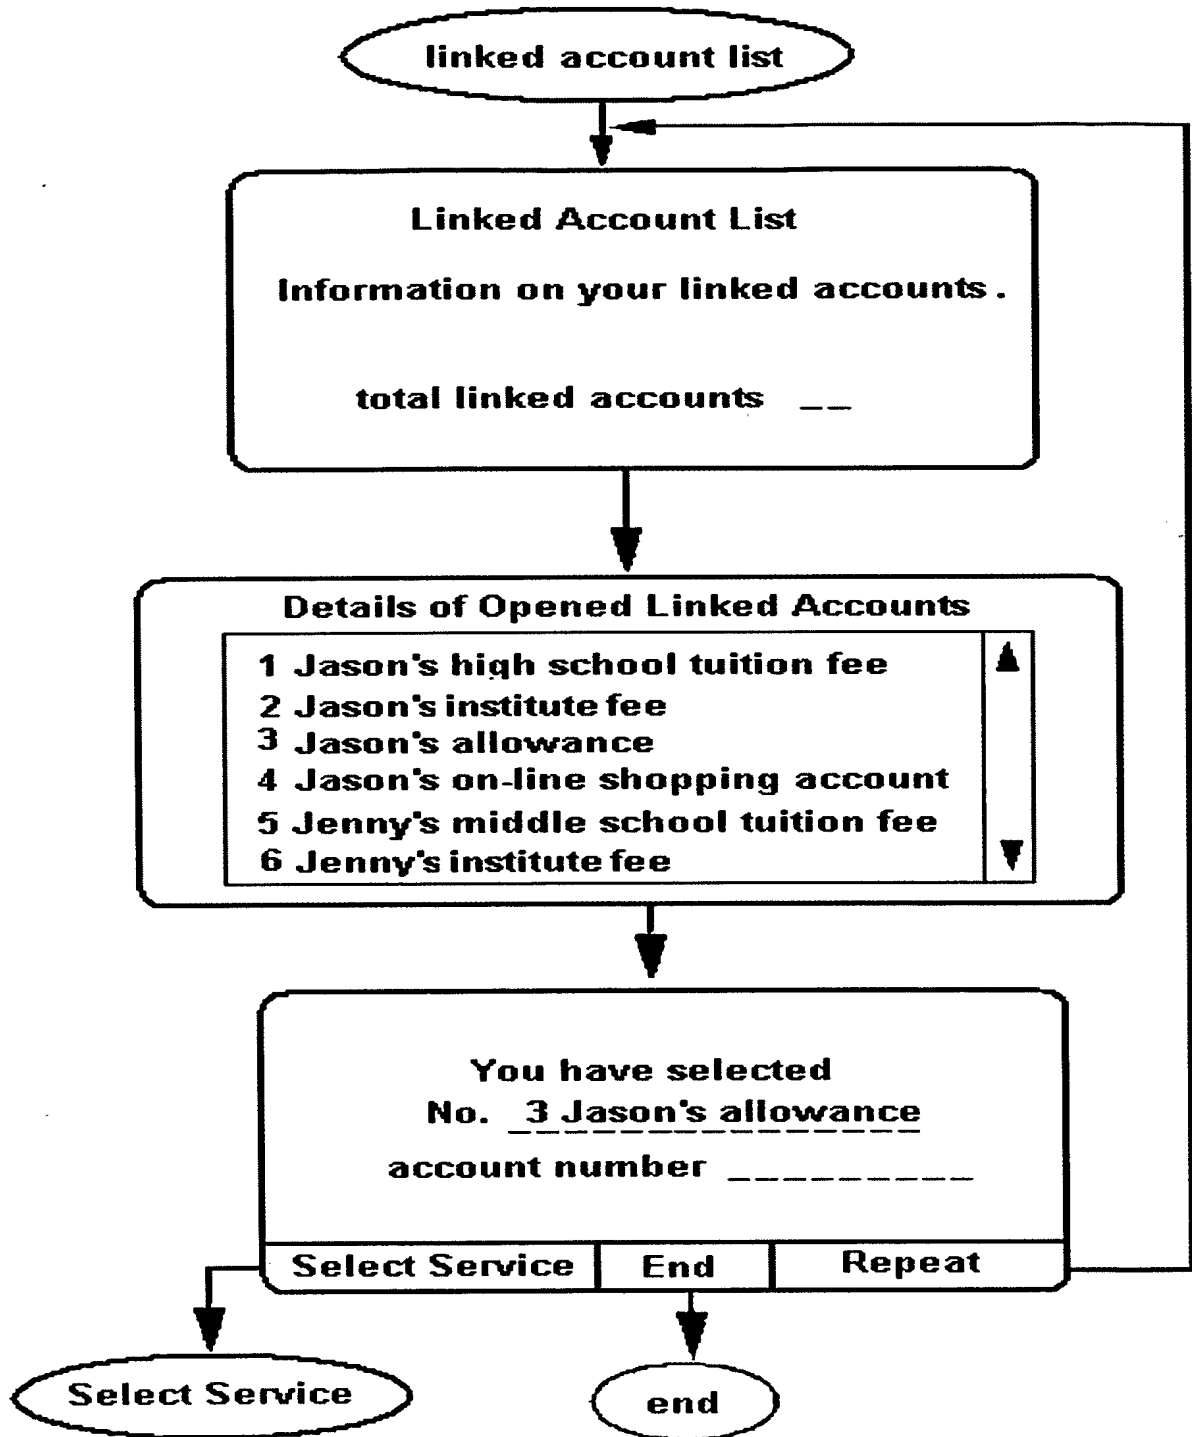 linked account list
Linked Account List
Information on your linked accounts .
total linked accounts _ _
Details of Opened Linked Accounts
1 Jason's high school tuition fee
2 Jason's institute fee
3 Jason's allowance
4 Jason's on-line shopping account
5 Jenny's middle school tuition fee
6 Jenny's institute fee
You have selected
No. 3 Jason's allowance
account number _ _ _ _ _ _ _ _ _
Select Service End Repeat
Select Service
end